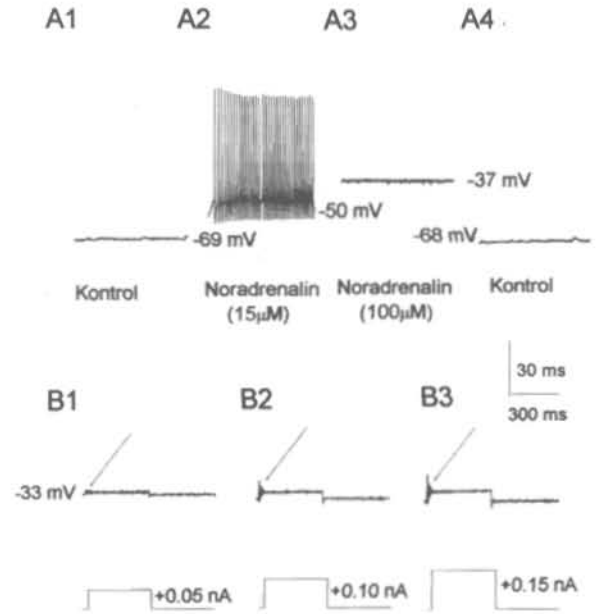 A1 A2 A3 A4
-37 mV
-50 mV
-69 mV
-68 mV
Kontrol
Noradrenalin
(15µM)
Noradrenalin
(100µM)
Kontrol
30 ms
300 ms
B1 B2 B3
-33 mV
+0.05 nA
+0.10 nA
+0.15 nA